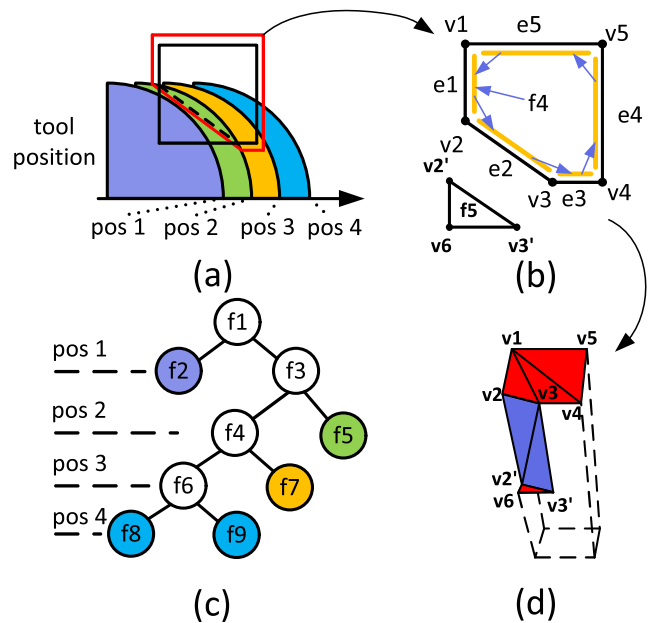 tool
position
pos 1
pos 2
pos 3
pos 4
(a)
v1
e5
v5
e1
f4
e4
v2
e2
v3
e3
v4
v2'
f5
v6
v3'
(b)
f1
pos 1
f2
f3
pos 2
f4
f5
pos 3
f6
f7
pos 4
f8
f9
(c)
v1
v5
v2
v3
v4
v2'
v6
v3'
(d)